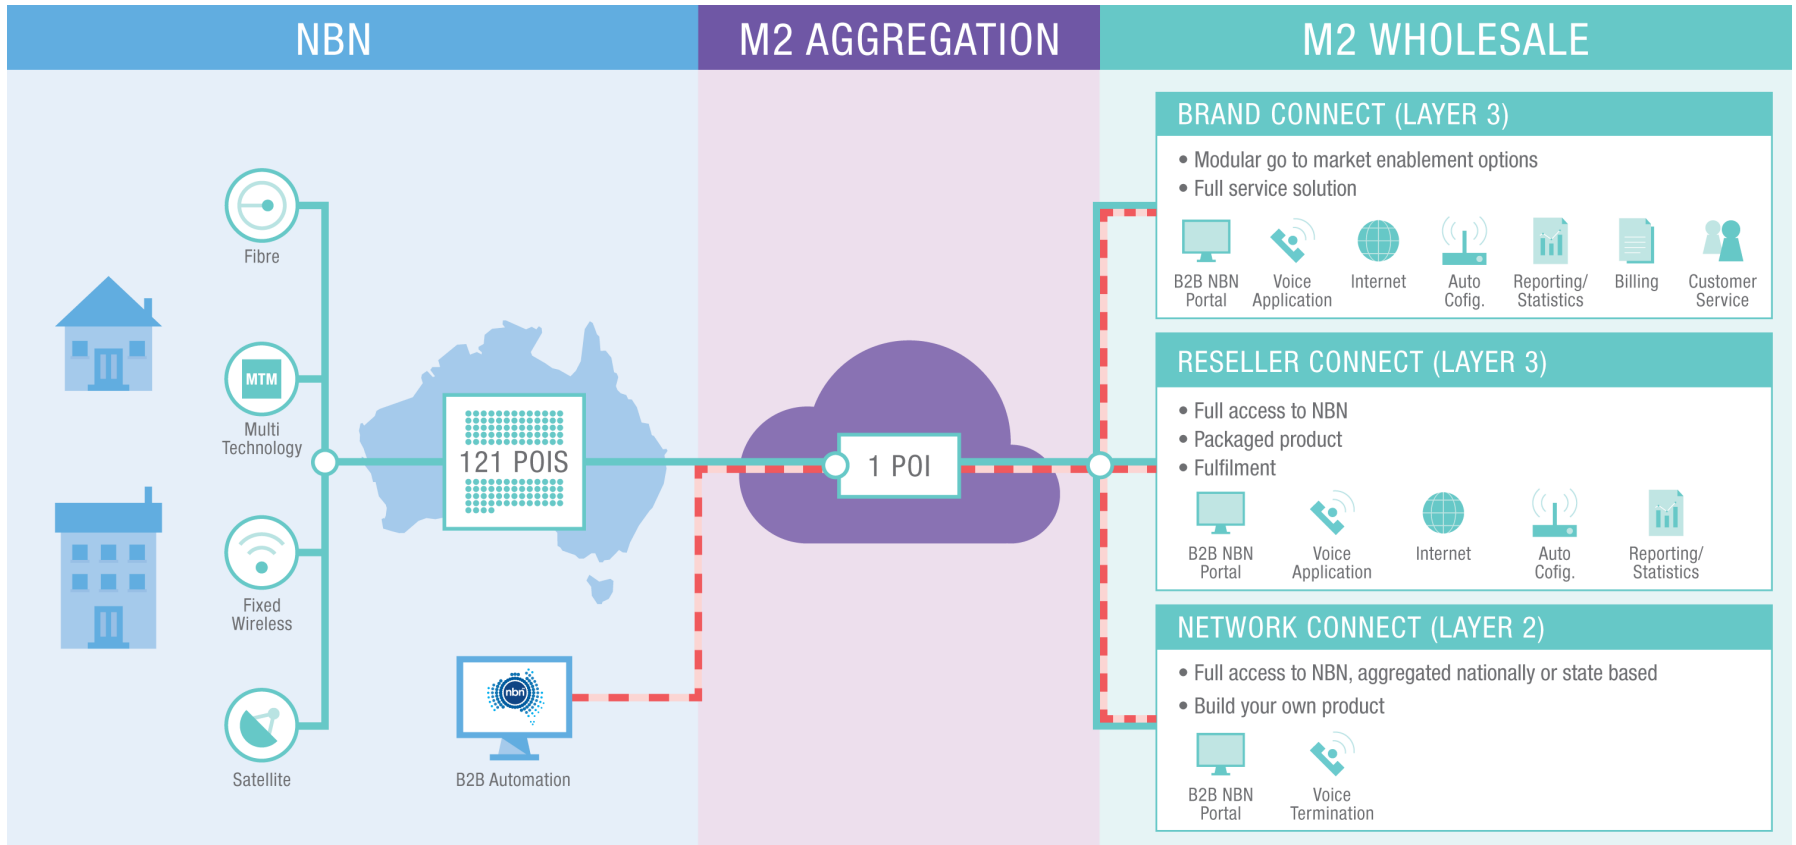 NBN
M2 AGGREGATION
M2 WHOLESALE
Fibre
MTM
Multi
Technology
Fixed
Wireless
Satellite
121 POIS
nbn
B2B Automation
1 POI
BRAND CONNECT (LAYER 3)
• Modular go to market enablement options
• Full service solution
B2B NBN
Portal
Voice
Application
Internet
Auto
Cofig.
Reporting/
Statistics
Billing
Customer
Service
RESELLER CONNECT (LAYER 3)
• Full access to NBN
• Packaged product
• Fulfilment
B2B NBN
Portal
Voice
Application
Internet
Auto
Cofig.
Reporting/
Statistics
NETWORK CONNECT (LAYER 2)
• Full access to NBN, aggregated nationally or state based
• Build your own product
B2B NBN
Portal
Voice
Termination